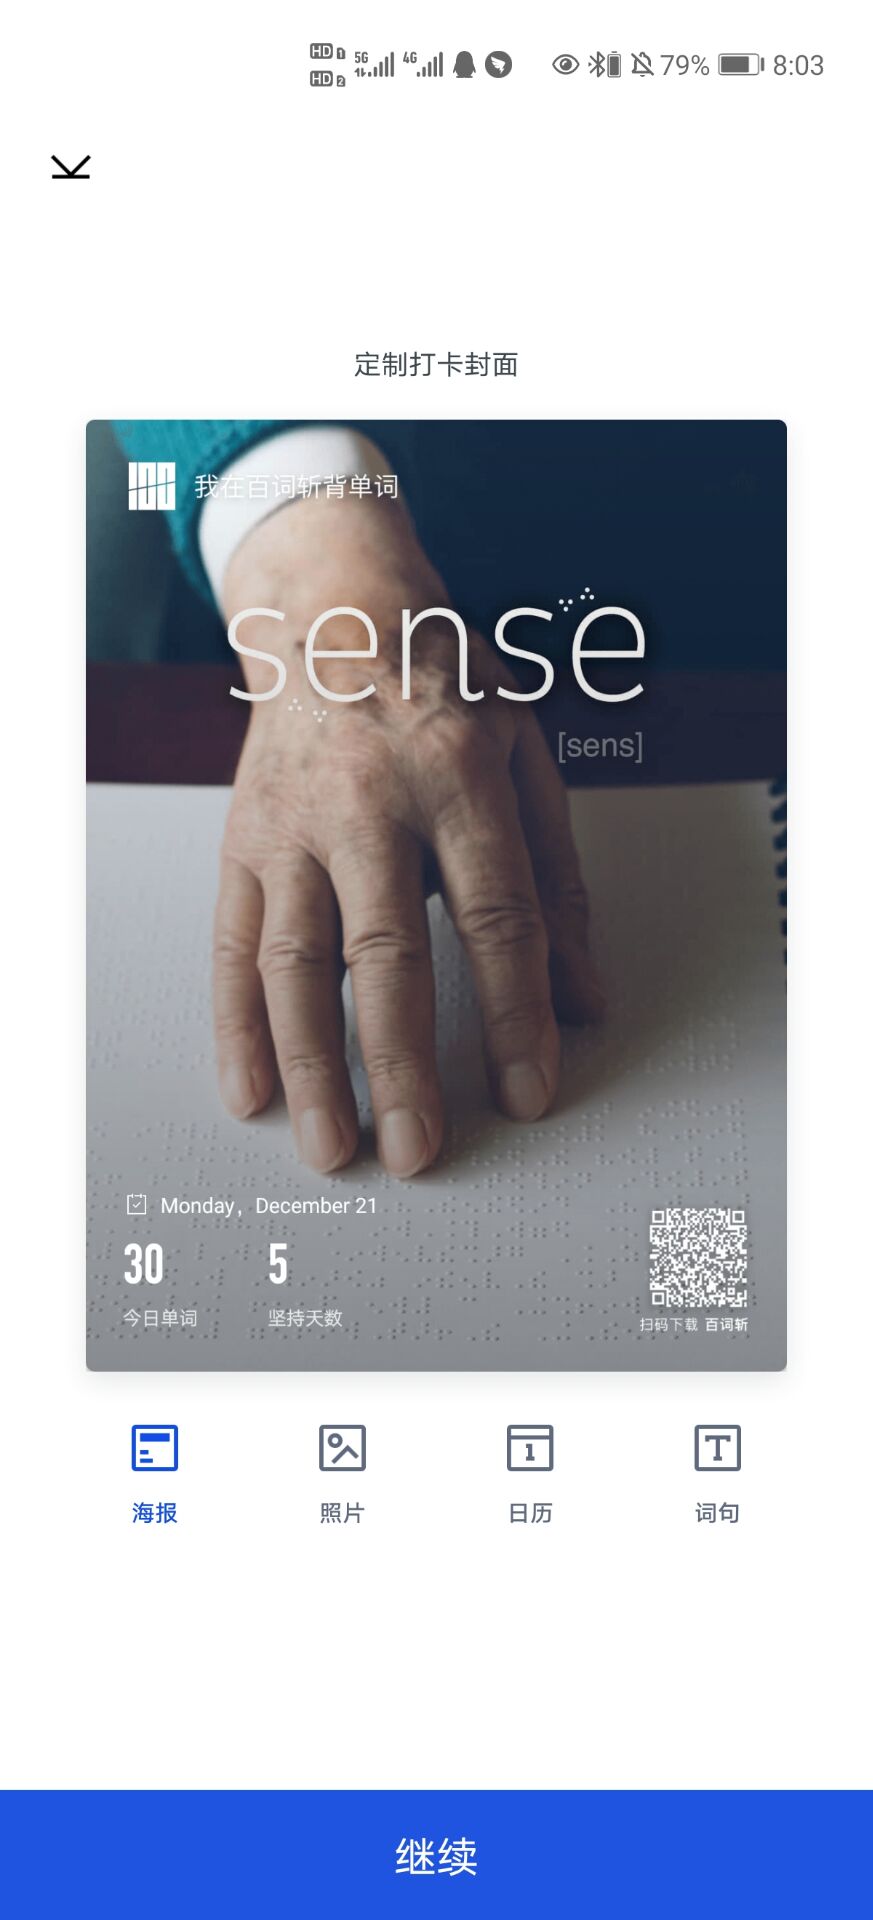 HD 1 5G 4G 79% 8:03
HD 2
定制打卡封面
100 我在百词斩背单词
sense
[sens]
Monday，December 21
30 5
今日单词 坚持天数
扫码下载 百词斩
海报 照片 日历 词句
继续